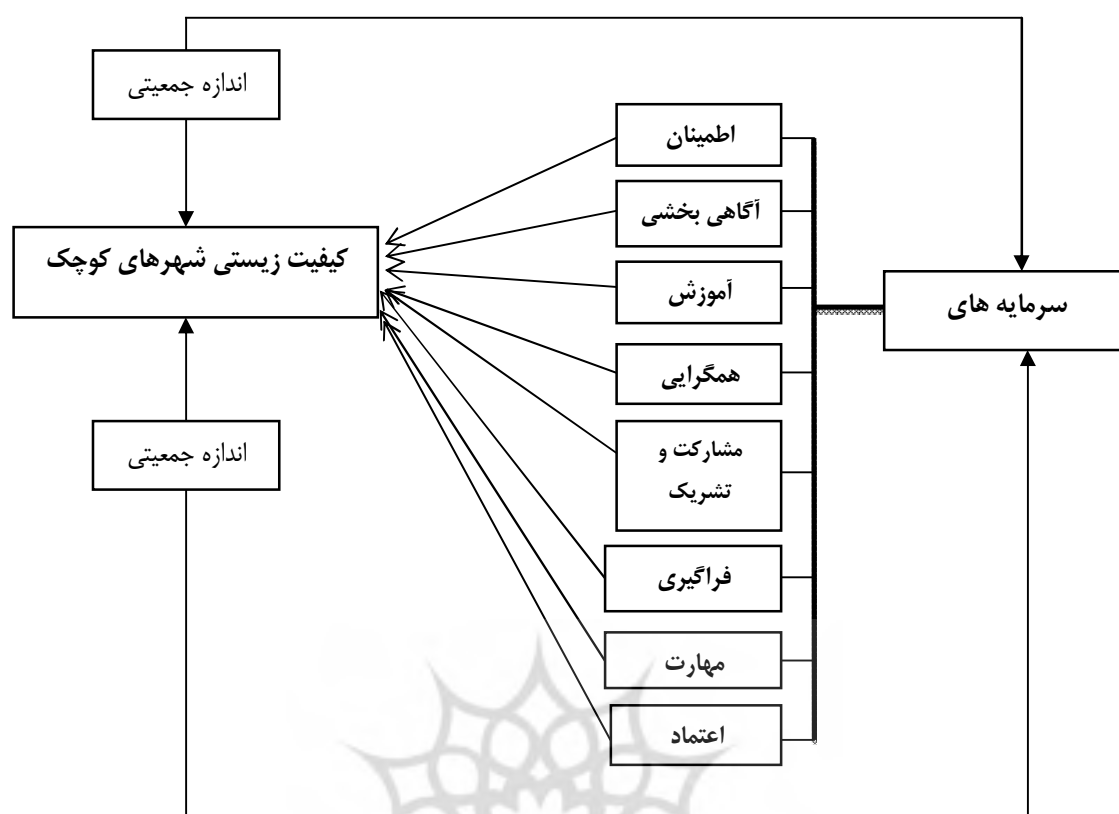 اندازه جمعیتی
اطمینان
آگاهی بخشی
کیفیت زیستی شهرهای کوچک
آموزش
سرمایه های
همگرایی
مشارکت و
تشریک
اندازه جمعیتی
فراگیری
مهارت
اعتماد